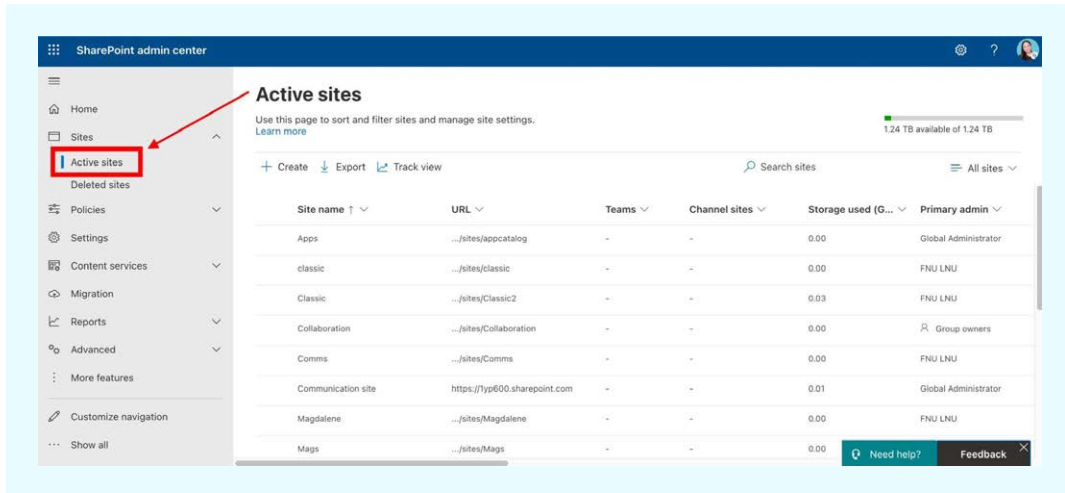 SharePoint admin center
?
Home
Sites
Active sites
Deleted sites
Policies
Settings
Content services
Migration
Reports
Advanced
More features
Customize navigation
Show all
Active sites
Use this page to sort and filter sites and manage site settings.
Learn more
1.24 TB available of 1.24 TB
Create Export Track view Search sites All sites
Site name ↑ URL Teams Channel sites Storage used (G... Primary admin
Apps .../sites/appcatalog - - 0.00 Global Administrator
classic .../sites/classic - - 0.00 FNU LNU
Classic .../sites/Classic2 - - 0.03 FNU LNU
Collaboration .../sites/Collaboration - - 0.00 Group owners
Comms .../sites/Comms - - 0.00 FNU LNU
Communication site https://1yp600.sharepoint.com - - 0.01 Global Administrator
Magdalene .../sites/Magdalene - - 0.00 FNU LNU
Mags .../sites/Mags - - 0.00
Need help? Feedback